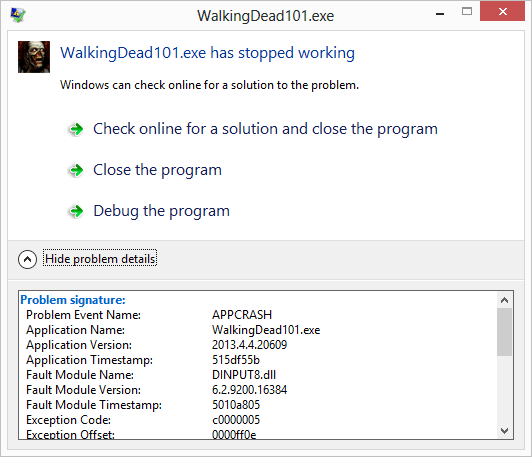 WalkingDead101.exe
WalkingDead101.exe has stopped working
Windows can check online for a solution to the problem.
Check online for a solution and close the program
Close the program
Debug the program
Hide problem details
Problem signature:
Problem Event Name: APPCRASH
Application Name: WalkingDead101.exe
Application Version: 2013.4.4.20609
Application Timestamp: 515df55b
Fault Module Name: DINPUT8.dll
Fault Module Version: 6.2.9200.16384
Fault Module Timestamp: 5010a805
Exception Code: c0000005
Exception Offset: 0000ff0e